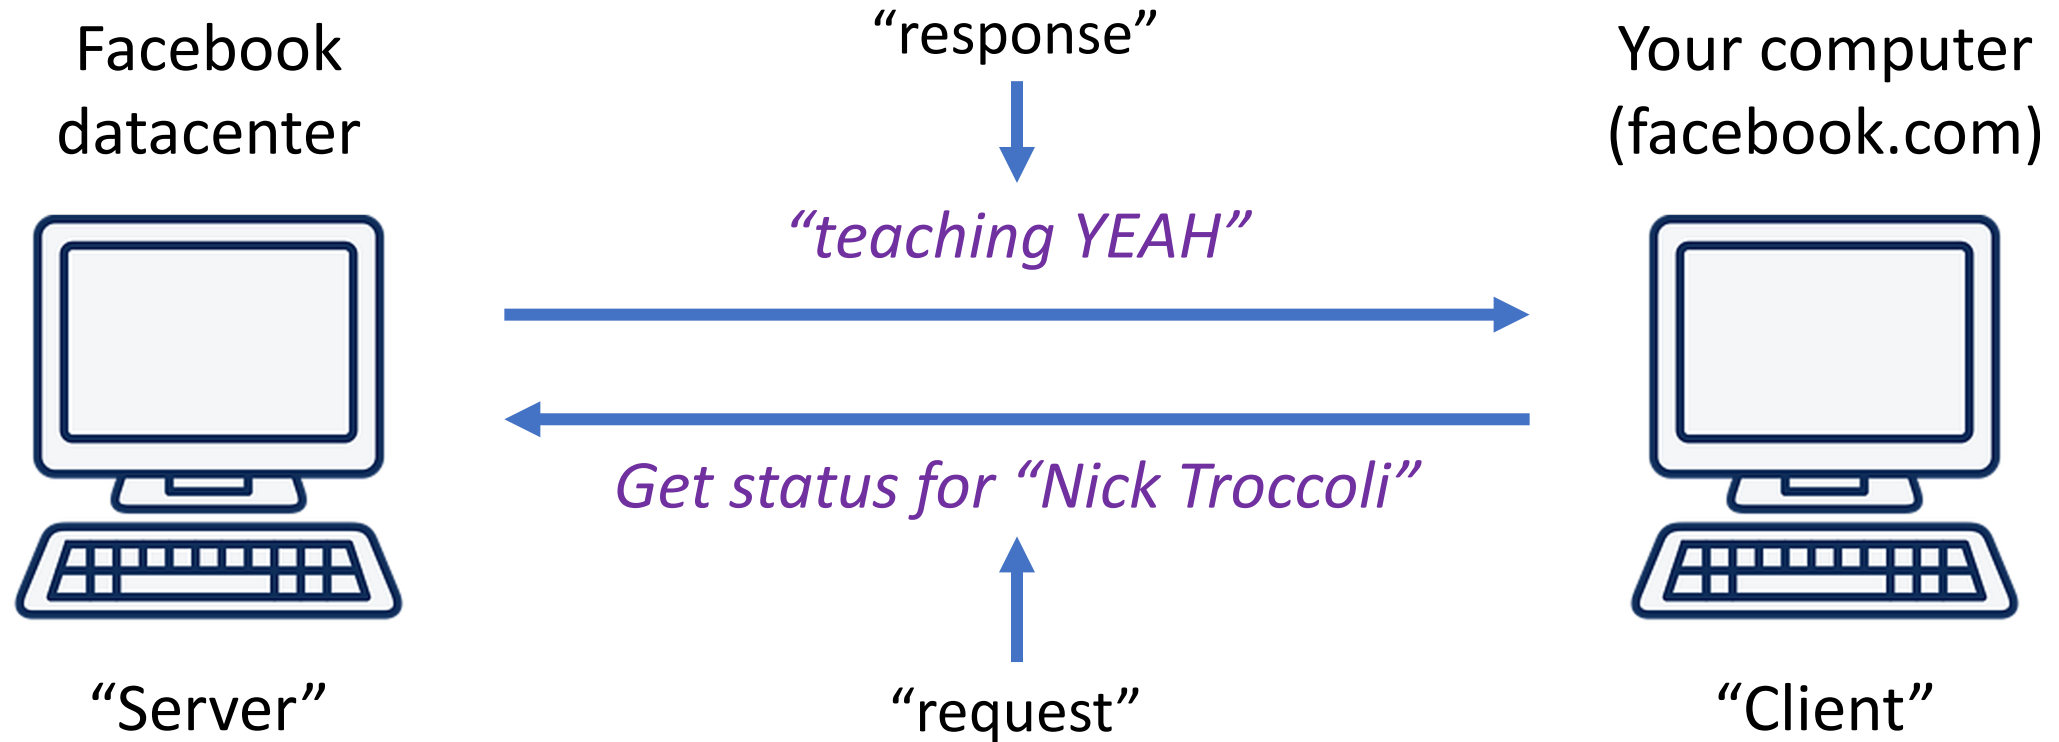 Facebook
datacenter
“response”
Your computer
(facebook.com)
“teaching YEAH”
Get status for “Nick Troccoli”
“Server”
“request”
“Client”